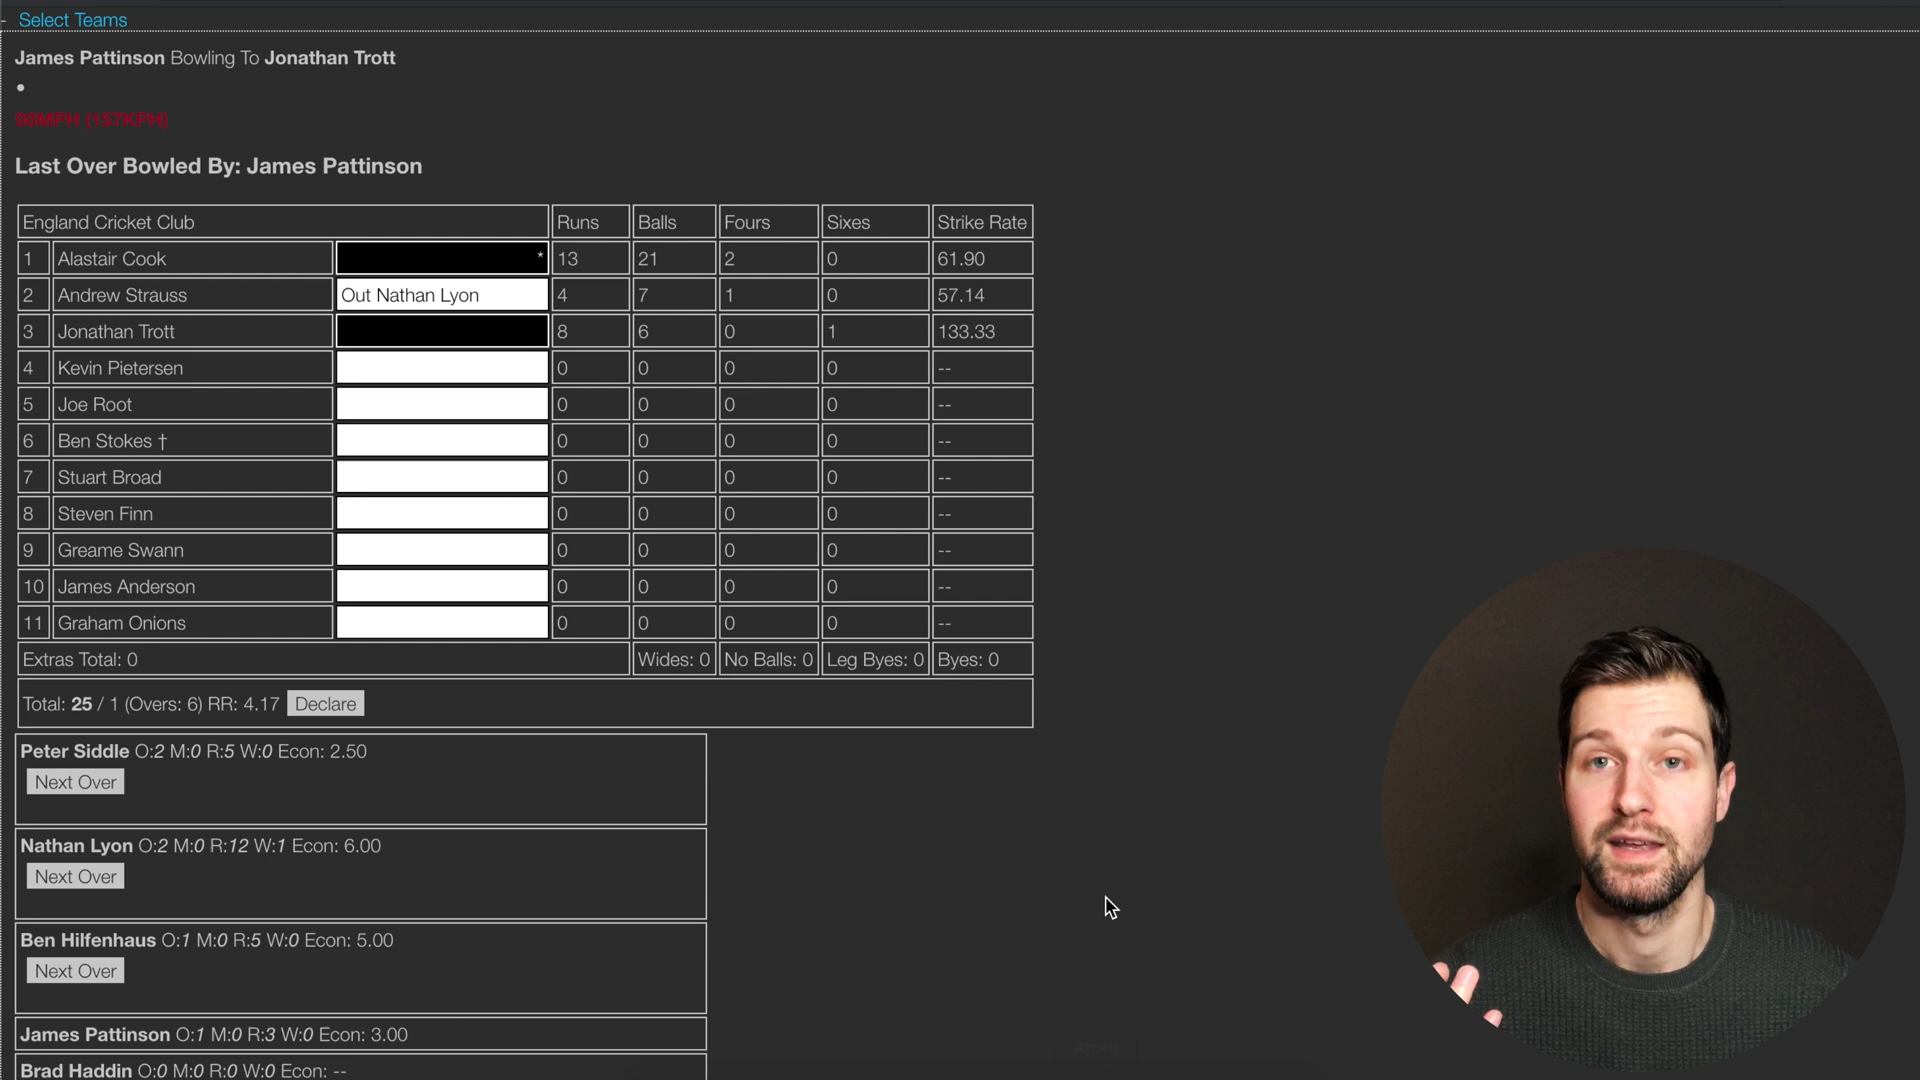 - Select Teams
James Pattinson Bowling To Jonathan Trott
•
98MPH (157KPH)
Last Over Bowled By: James Pattinson
England Cricket Club Runs Balls Fours Sixes Strike Rate
1 Alastair Cook * 13 21 2 0 61.90
2 Andrew Strauss Out Nathan Lyon 4 7 1 0 57.14
3 Jonathan Trott 8 6 0 1 133.33
4 Kevin Pietersen 0 0 0 0 --
5 Joe Root 0 0 0 0 --
6 Ben Stokes † 0 0 0 0 --
7 Stuart Broad 0 0 0 0 --
8 Steven Finn 0 0 0 0 --
9 Greame Swann 0 0 0 0 --
10 James Anderson 0 0 0 0 --
11 Graham Onions 0 0 0 0 --
Extras Total: 0 Wides: 0 No Balls: 0 Leg Byes: 0 Byes: 0
Total: 25 / 1 (Overs: 6) RR: 4.17 Declare
Peter Siddle O:2 M:0 R:5 W:0 Econ: 2.50
Next Over
Nathan Lyon O:2 M:0 R:12 W:1 Econ: 6.00
Next Over
Ben Hilfenhaus O:1 M:0 R:5 W:0 Econ: 5.00
Next Over
James Pattinson O:1 M:0 R:3 W:0 Econ: 3.00
Brad Haddin O:0 M:0 R:0 W:0 Econ: --